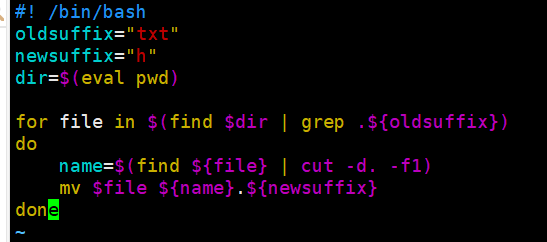 #! /bin/bash
oldsuffix="txt"
newsuffix="h"
dir=$(eval pwd)
for file in $(find $dir | grep .${oldsuffix})
do
    name=$(find ${file} | cut -d. -f1)
    mv $file ${name}.${newsuffix}
done
~